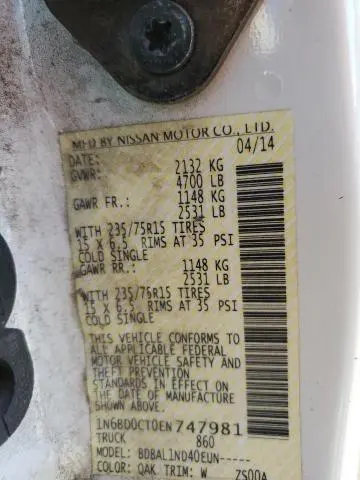 MFD BY NISSAN MOTOR CO., LTD.
DATE: 04/14
GVWR: 2132 KG
4700 LB
GAWR FR.: 1148 KG
2531 LB
WITH 235/75R15 TIRES
15 X 6.5 RIMS AT 35 PSI
COLD SINGLE
GAWR RR.: 1148 KG
2531 LB
WITH 235/75R15 TIRES
15 X 6.5 RIMS AT 35 PSI
COLD SINGLE
THIS VEHICLE CONFORMS TO
ALL APPLICABLE FEDERAL
MOTOR VEHICLE SAFETY AND
THEFT PREVENTION
STANDARDS IN EFFECT ON
THE DATE OF MANUFACTURE
SHOWN ABOVE.
1N6BD0CT0EN747981
TRUCK 860
MODEL: BDBAL1ND40EUN-----
COLOR: QAK TRIM: W ZS00A